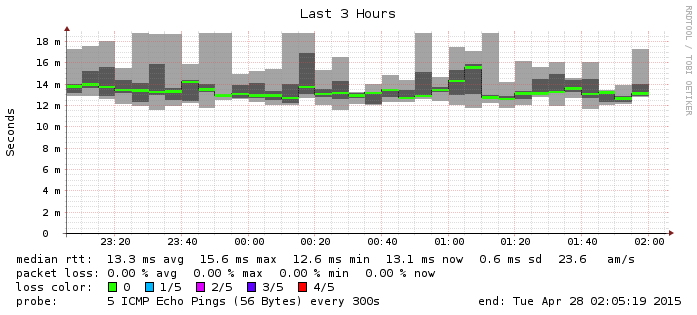 Last 3 Hours
RRDTOOL / TOBI OETIKER
Seconds
18 m
16 m
14 m
12 m
10 m
8 m
6 m
4 m
2 m
0
23:20 23:40 00:00 00:20 00:40 01:00 01:20 01:40 02:00
median rtt: 13.3 ms avg 15.6 ms max 12.6 ms min 13.1 ms now 0.6 ms sd 23.6 am/s
packet loss: 0.00 % avg 0.00 % max 0.00 % min 0.00 % now
loss color: 0 1/5 2/5 3/5 4/5
probe: 5 ICMP Echo Pings (56 Bytes) every 300s end: Tue Apr 28 02:05:19 2015